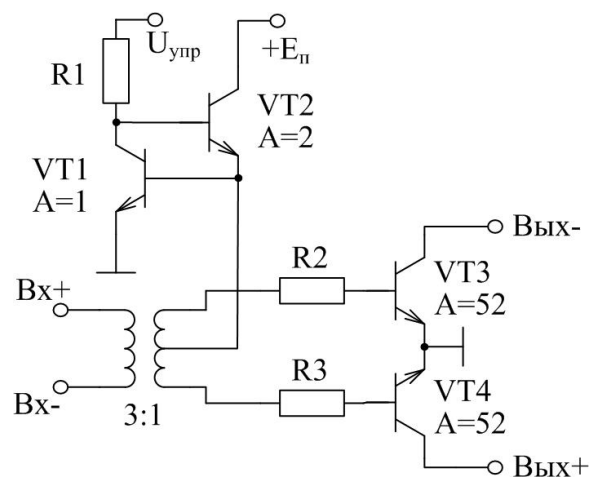 Uупр
+Eп
R1
VT2
A=2
VT1
A=1
Вых-
R2
VT3
A=52
Вх+
R3
VT4
A=52
Вх-
3:1
Вых+